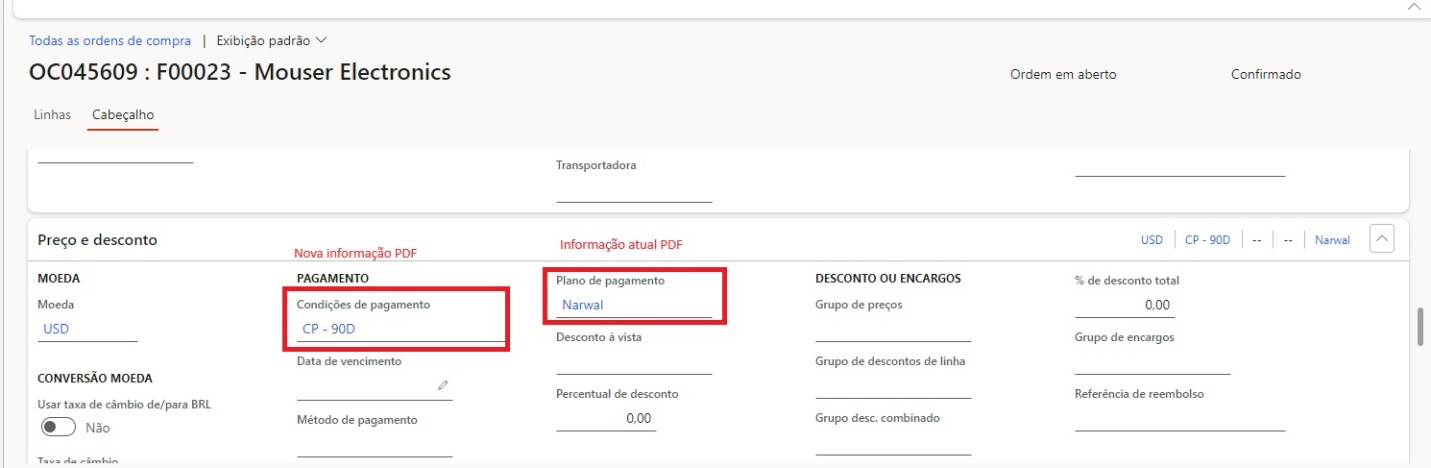 Todas as ordens de compra | Exibição padrão
OC045609 : F00023 - Mouser Electronics
Ordem em aberto
Confirmado
Linhas
Cabeçalho
Transportadora
Preço e desconto
Nova informação PDF
Informação atual PDF
USD | CP - 90D | -- | -- | Narwal
MOEDA
Moeda
USD
CONVERSÃO MOEDA
Usar taxa de câmbio de/para BRL
Não
Taxa de câmbio
PAGAMENTO
Condições de pagamento
CP - 90D
Data de vencimento
Método de pagamento
Plano de pagamento
Narwal
Desconto à vista
Percentual de desconto
0,00
DESCONTO OU ENCARGOS
Grupo de preços
Grupo de descontos de linha
Grupo desc. combinado
% de desconto total
0,00
Grupo de encargos
Referência de reembolso